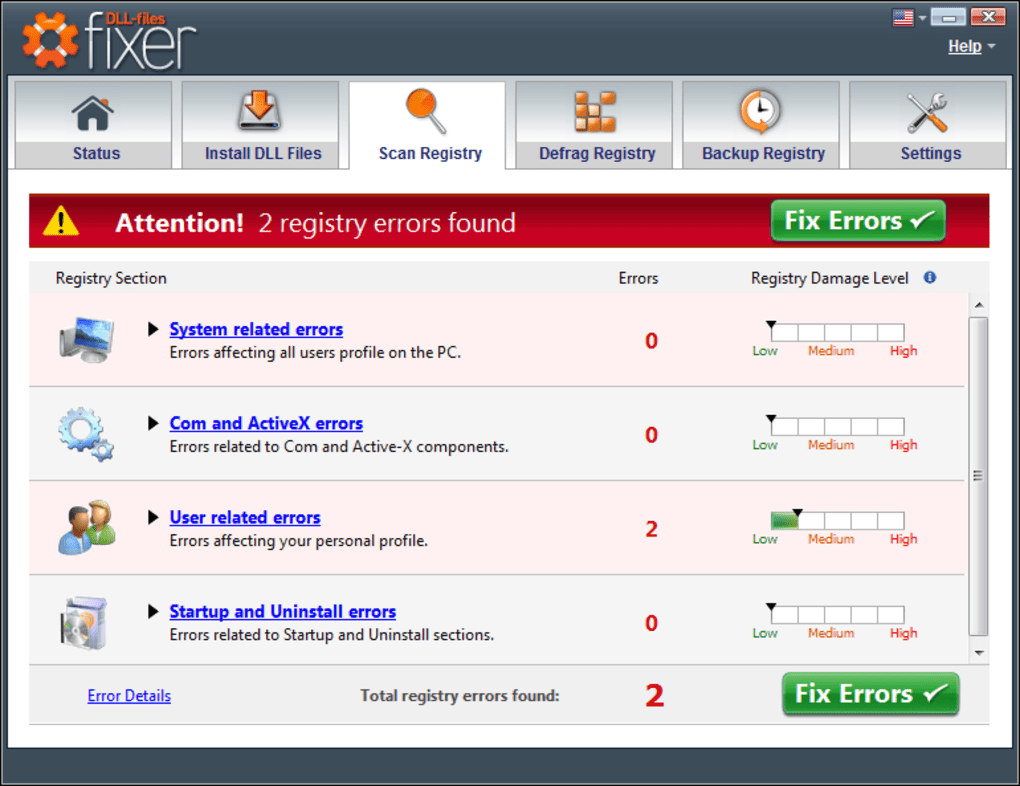 DLL-files
fixer
Help
Status
Install DLL Files
Scan Registry
Defrag Registry
Backup Registry
Settings
Attention! 2 registry errors found
Fix Errors
Registry Section Errors Registry Damage Level
System related errors
Errors affecting all users profile on the PC.
0
Low Medium High
Com and ActiveX errors
Errors related to Com and Active-X components.
0
Low Medium High
User related errors
Errors affecting your personal profile.
2
Low Medium High
Startup and Uninstall errors
Errors related to Startup and Uninstall sections.
0
Low Medium High
Error Details Total registry errors found: 2 Fix Errors